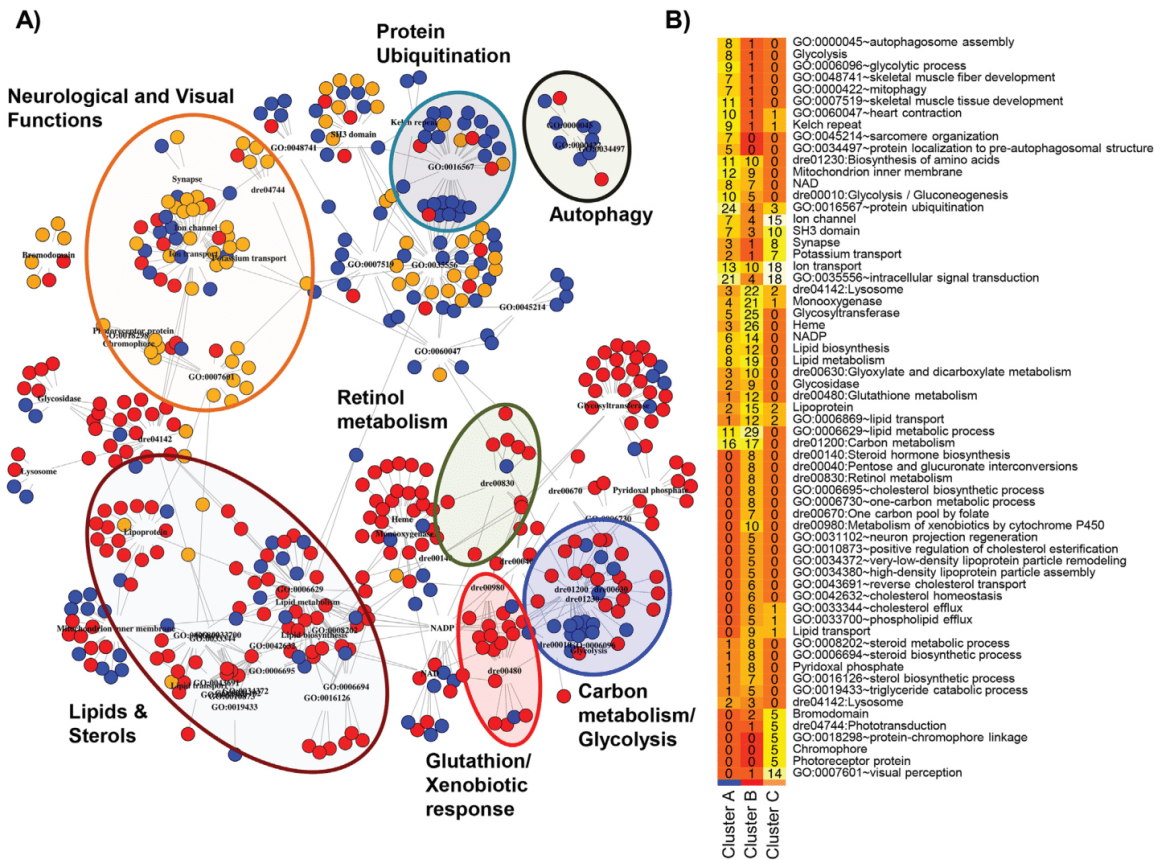 A)
Protein
Ubiquitination
Neurological and Visual
Functions
Kelch repeat
SH3 domain
GO:0048741
GO:0000045
GO:0034497
GO:0016567
Synapse
dre04744
Autophagy
Ion channel
Ion transport
Potassium transport
Bromodomain
GO:0007519
GO:0035556
GO:0045214
Photoreceptor protein
GO:0018298
Chromophore
GO:0060047
GO:0007601
Retinol
metabolism
Glycosidase
Glycosyltransferase
dre04142
Lysosome
dre00830
dre00670
Pyridoxal phosphate
Heme
Monooxygenase
Lipoprotein
GO:0006629
dre00980
dre01200
dre00630
dre01230
Lipid metabolism
GO:0008202
Mitochondrion inner membrane
GO:0033700
GO:0033344
Lipid biosynthesis
GO:0042632
NADP
dre00010
GO:0006096
Glycolysis
GO:0006695
NAD
dre00480
Lipid transport
GO:0006694
GO:0016126
GO:0019433
Lipids &
Sterols
Carbon
metabolism/
Glycolysis
Glutathion/
Xenobiotic
response
B)
8 1 0 GO:0000045~autophagosome assembly
8 1 0 Glycolysis
9 1 0 GO:0006096~glycolytic process
7 1 0 GO:0048741~skeletal muscle fiber development
7 1 0 GO:0000422~mitophagy
11 1 0 GO:0007519~skeletal muscle tissue development
10 1 1 GO:0060047~heart contraction
9 1 1 Kelch repeat
7 0 0 GO:0045214~sarcomere organization
5 0 0 GO:0034497~protein localization to pre-autophagosomal structure
11 10 0 dre01230:Biosynthesis of amino acids
12 9 0 Mitochondrion inner membrane
8 7 0 NAD
10 5 0 dre00010:Glycolysis / Gluconeogenesis
24 4 3 GO:0016567~protein ubiquitination
7 4 15 Ion channel
7 3 10 SH3 domain
3 1 8 Synapse
2 1 7 Potassium transport
13 10 18 Ion transport
21 4 18 GO:0035556~intracellular signal transduction
3 22 2 dre04142:Lysosome
4 21 1 Monooxygenase
5 25 0 Glycosyltransferase
3 26 0 Heme
6 14 0 NADP
6 12 0 Lipid biosynthesis
8 19 0 Lipid metabolism
3 10 0 dre00630:Glyoxylate and dicarboxylate metabolism
2 9 0 Glycosidase
1 12 0 dre00480:Glutathione metabolism
2 15 2 Lipoprotein
1 12 2 GO:0006869~lipid transport
11 29 0 GO:0006629~lipid metabolic process
16 17 0 dre01200:Carbon metabolism
0 8 0 dre00140:Steroid hormone biosynthesis
0 8 0 dre00040:Pentose and glucuronate interconversions
0 8 0 dre00830:Retinol metabolism
0 8 0 GO:0006695~cholesterol biosynthetic process
0 8 0 GO:0006730~one-carbon metabolic process
0 7 0 dre00670:One carbon pool by folate
0 10 0 dre00980:Metabolism of xenobiotics by cytochrome P450
0 5 0 GO:0031102~neuron projection regeneration
0 5 0 GO:0010873~positive regulation of cholesterol esterification
0 5 0 GO:0034372~very-low-density lipoprotein particle remodeling
0 5 0 GO:0034380~high-density lipoprotein particle assembly
0 6 0 GO:0043691~reverse cholesterol transport
0 6 0 GO:0042632~cholesterol homeostasis
0 6 1 GO:0033344~cholesterol efflux
0 6 1 GO:0033700~phospholipid efflux
0 9 1 Lipid transport
1 8 0 GO:0008202~steroid metabolic process
1 8 0 GO:0006694~steroid biosynthetic process
1 8 0 Pyridoxal phosphate
1 7 0 GO:0016126~sterol biosynthetic process
1 5 0 GO:0019433~triglyceride catabolic process
2 3 0 dre04142:Lysosome
0 2 5 Bromodomain
0 1 5 dre04744:Phototransduction
0 0 5 GO:0018298~protein-chromophore linkage
0 0 5 Chromophore
0 0 5 Photoreceptor protein
0 1 14 GO:0007601~visual perception
Cluster A
Cluster B
Cluster C